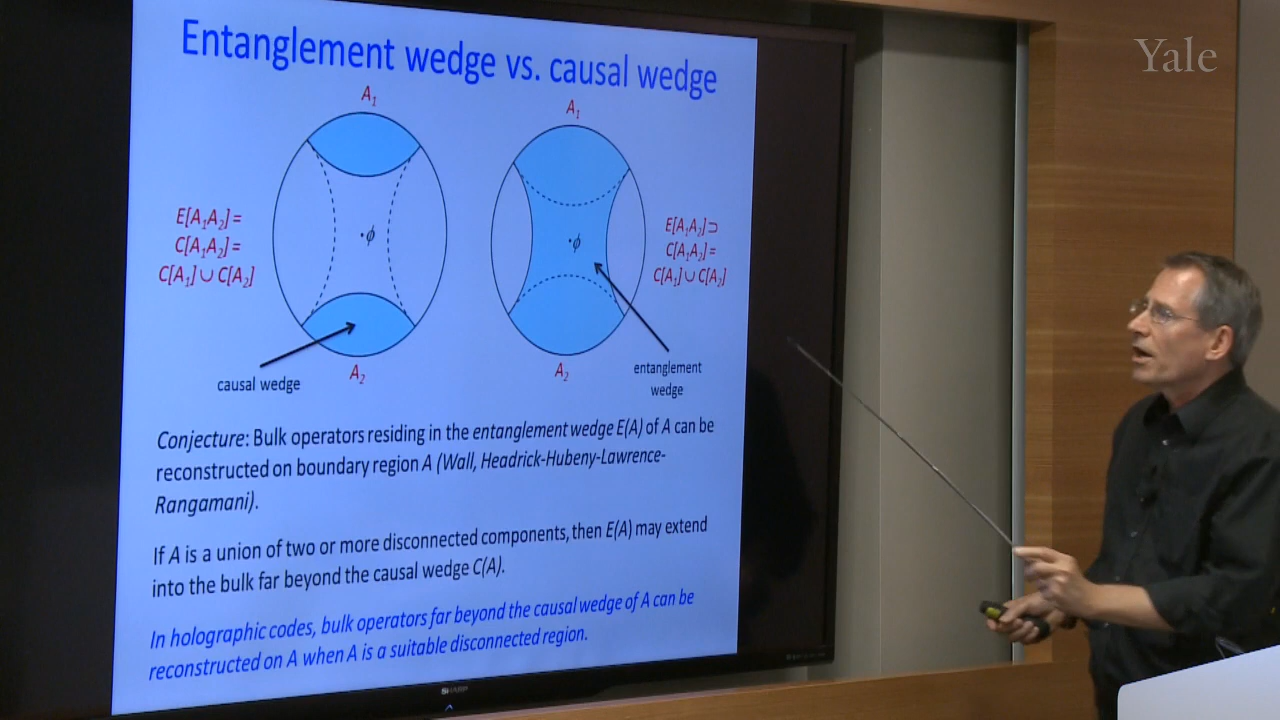 Entanglement wedge vs. causal wedge
Yale
A₁
A₁
E[A₁A₂] =
C[A₁A₂] =
C[A₁] ∪ C[A₂]
·ϕ
·ϕ
E[A₁A₂] ⊃
C[A₁A₂] =
C[A₁] ∪ C[A₂]
causal wedge
A₂
A₂
entanglement
wedge
Conjecture: Bulk operators residing in the entanglement wedge E(A) of A can be
reconstructed on boundary region A (Wall, Headrick-Hubeny-Lawrence-
Rangamani).
If A is a union of two or more disconnected components, then E(A) may extend
into the bulk far beyond the causal wedge C(A).
In holographic codes, bulk operators far beyond the causal wedge of A can be
reconstructed on A when A is a suitable disconnected region.
SHARP